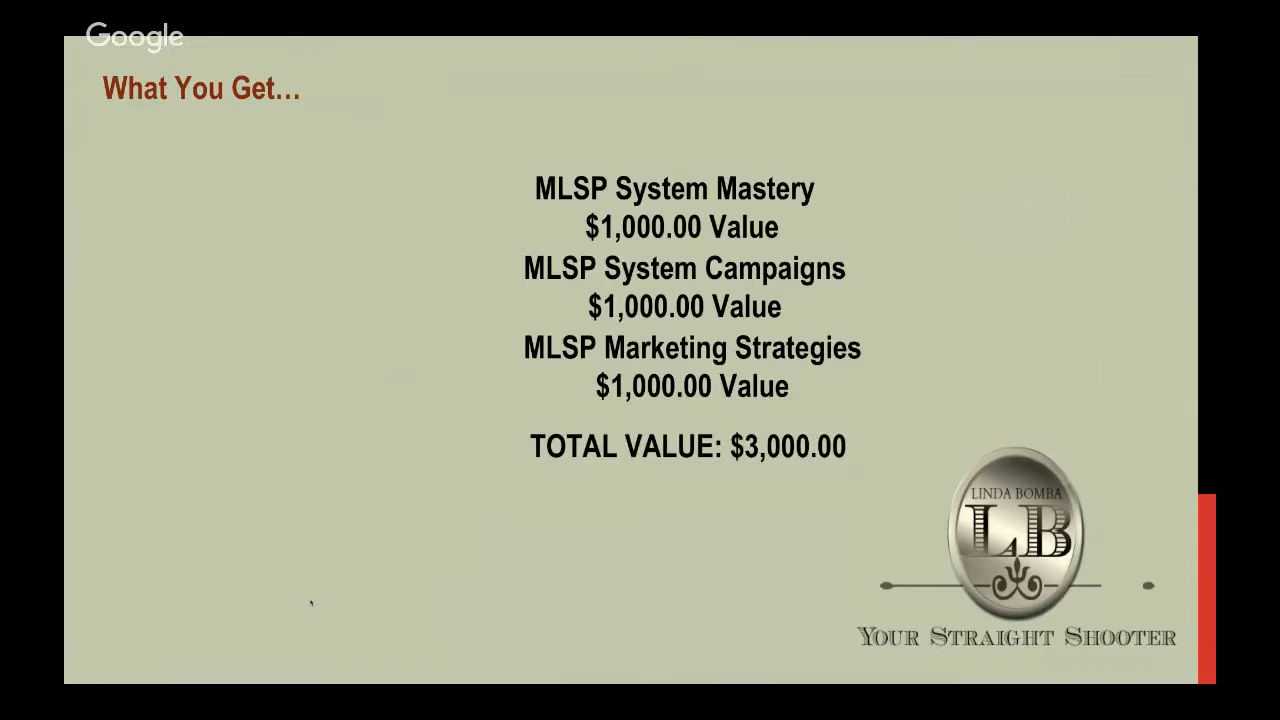 Google
What You Get...
MLSP System Mastery
$1,000.00 Value
MLSP System Campaigns
$1,000.00 Value
MLSP Marketing Strategies
$1,000.00 Value
TOTAL VALUE: $3,000.00
LINDA BOMBA
LB
YOUR STRAIGHT SHOOTER